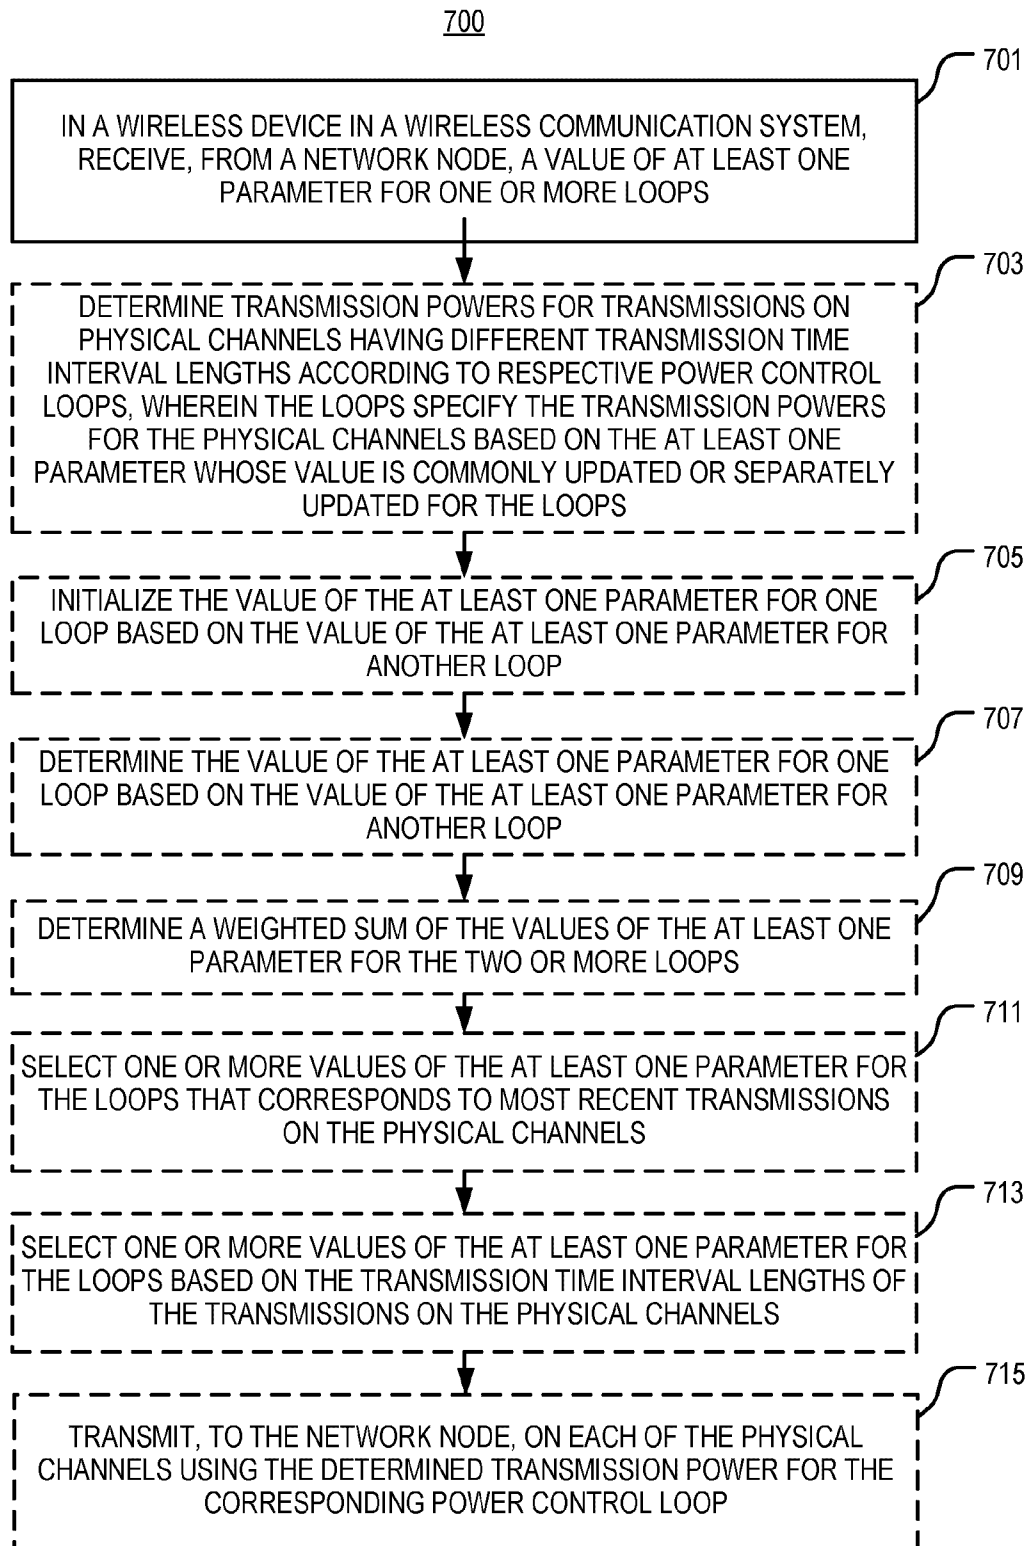 700
701
IN A WIRELESS DEVICE IN A WIRELESS COMMUNICATION SYSTEM,
RECEIVE, FROM A NETWORK NODE, A VALUE OF AT LEAST ONE
PARAMETER FOR ONE OR MORE LOOPS
703
DETERMINE TRANSMISSION POWERS FOR TRANSMISSIONS ON
PHYSICAL CHANNELS HAVING DIFFERENT TRANSMISSION TIME
INTERVAL LENGTHS ACCORDING TO RESPECTIVE POWER CONTROL
LOOPS, WHEREIN THE LOOPS SPECIFY THE TRANSMISSION POWERS
FOR THE PHYSICAL CHANNELS BASED ON THE AT LEAST ONE
PARAMETER WHOSE VALUE IS COMMONLY UPDATED OR SEPARATELY
UPDATED FOR THE LOOPS
705
INITIALIZE THE VALUE OF THE AT LEAST ONE PARAMETER FOR ONE
LOOP BASED ON THE VALUE OF THE AT LEAST ONE PARAMETER FOR
ANOTHER LOOP
707
DETERMINE THE VALUE OF THE AT LEAST ONE PARAMETER FOR ONE
LOOP BASED ON THE VALUE OF THE AT LEAST ONE PARAMETER FOR
ANOTHER LOOP
709
DETERMINE A WEIGHTED SUM OF THE VALUES OF THE AT LEAST ONE
PARAMETER FOR THE TWO OR MORE LOOPS
711
SELECT ONE OR MORE VALUES OF THE AT LEAST ONE PARAMETER FOR
THE LOOPS THAT CORRESPONDS TO MOST RECENT TRANSMISSIONS
ON THE PHYSICAL CHANNELS
713
SELECT ONE OR MORE VALUES OF THE AT LEAST ONE PARAMETER FOR
THE LOOPS BASED ON THE TRANSMISSION TIME INTERVAL LENGTHS OF
THE TRANSMISSIONS ON THE PHYSICAL CHANNELS
715
TRANSMIT, TO THE NETWORK NODE, ON EACH OF THE PHYSICAL
CHANNELS USING THE DETERMINED TRANSMISSION POWER FOR THE
CORRESPONDING POWER CONTROL LOOP